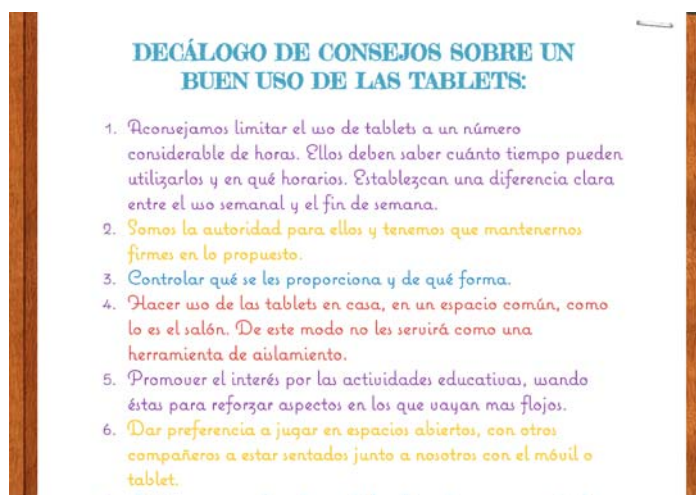 DECÁLOGO DE CONSEJOS SOBRE UN
BUEN USO DE LAS TABLETS:
1. Aconsejamos limitar el uso de tablets a un número
considerable de horas. Ellos deben saber cuánto tiempo pueden
utilizarlos y en qué horarios. Establezcan una diferencia clara
entre el uso semanal y el fin de semana.
2. Somos la autoridad para ellos y tenemos que mantenernos
firmes en lo propuesto.
3. Controlar qué se les proporciona y de qué forma.
4. Hacer uso de las tablets en casa, en un espacio común, como
lo es el salón. De este modo no les servirá como una
herramienta de aislamiento.
5. Promover el interés por las actividades educativas, usando
éstas para reforzar aspectos en los que vayan mas flojos.
6. Dar preferencia a jugar en espacios abiertos, con otros
compañeros a estar sentados junto a nosotros con el móvil o
tablet.